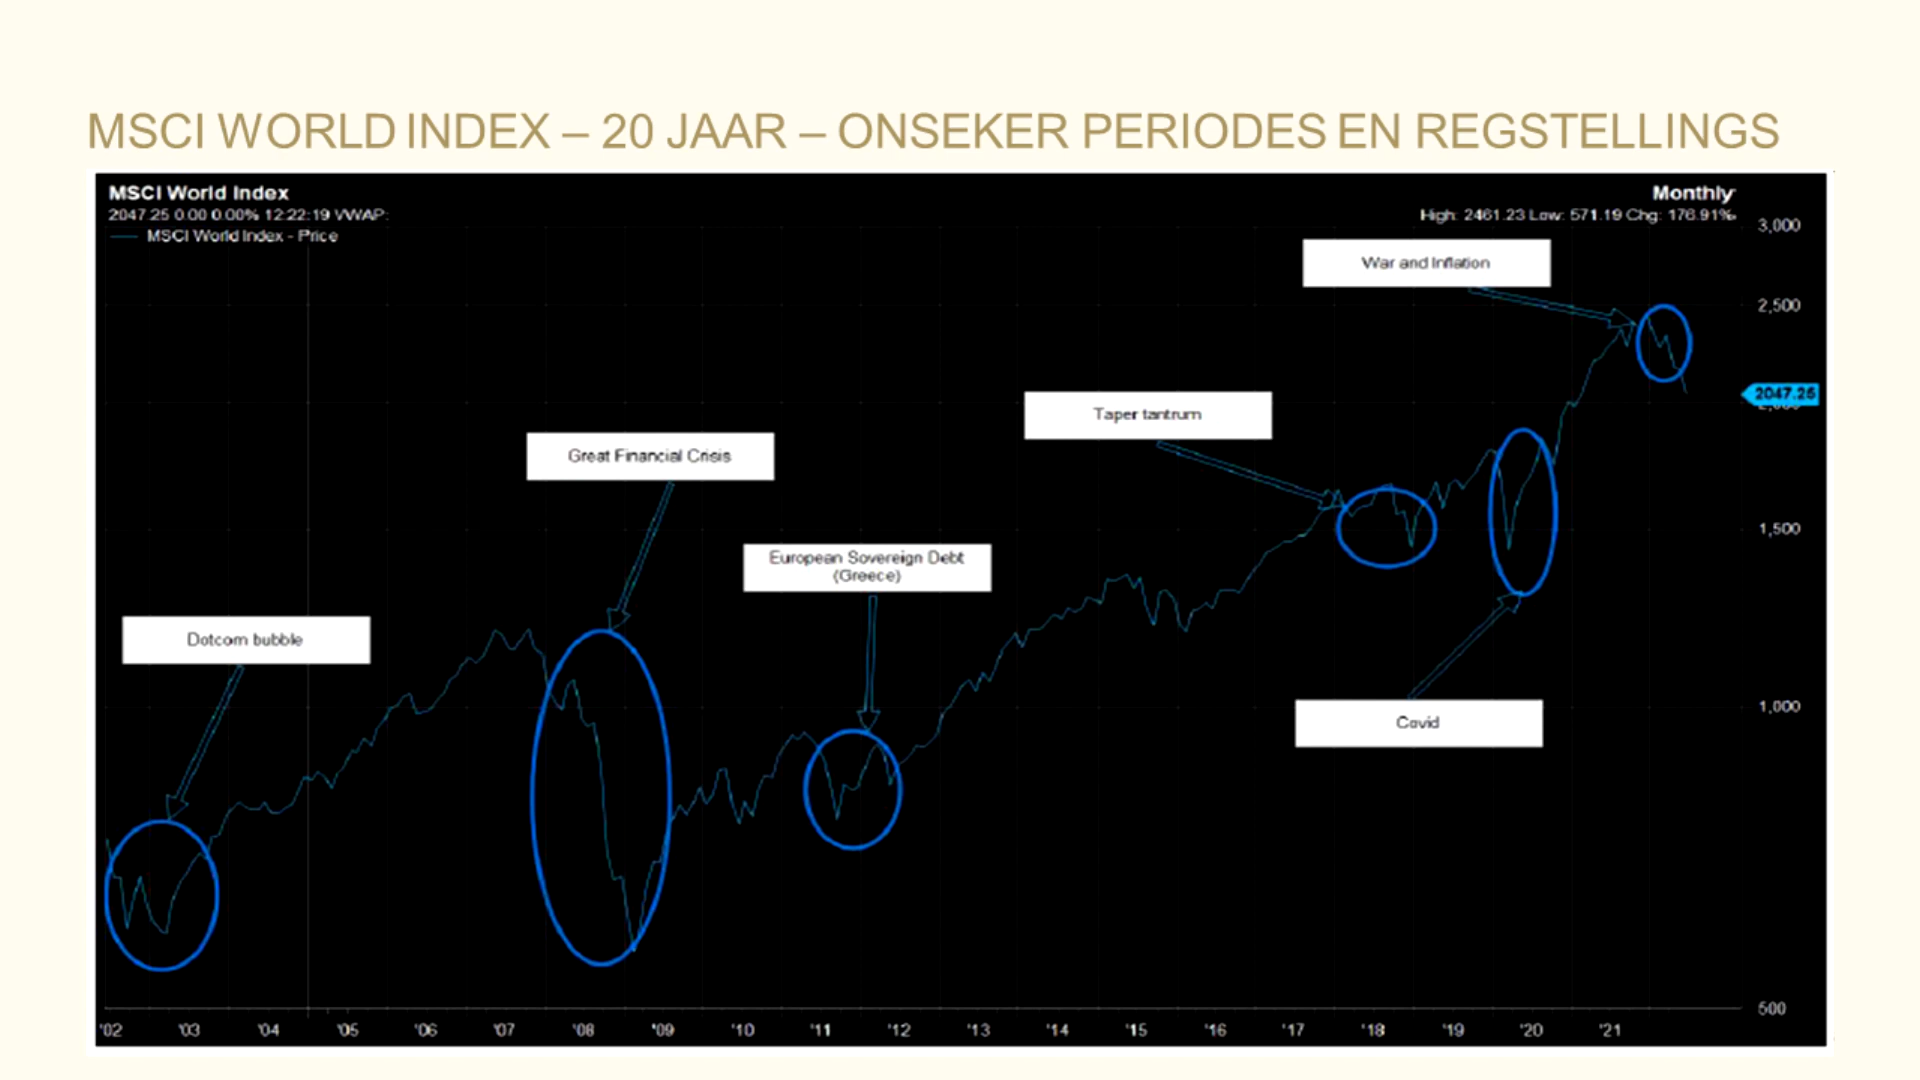 MSCI WORLD INDEX – 20 JAAR – ONSEKER PERIODES EN REGSTELLINGS
MSCI World Index
Monthly
2047.25 0.00 0.00% 12:22:19 VWAP:
High: 2461.23 Low: 571.19 Chg: 176.91%
MSCI World Index - Price
3,000
War and Inflation
2,500
2047.25
2,000
Taper tantrum
Great Financial Crisis
1,500
European Sovereign Debt
(Greece)
Dotcom bubble
1,000
Covid
500
'02 '03 '04 '05 '06 '07 '08 '09 '10 '11 '12 '13 '14 '15 '16 '17 '18 '19 '20 '21